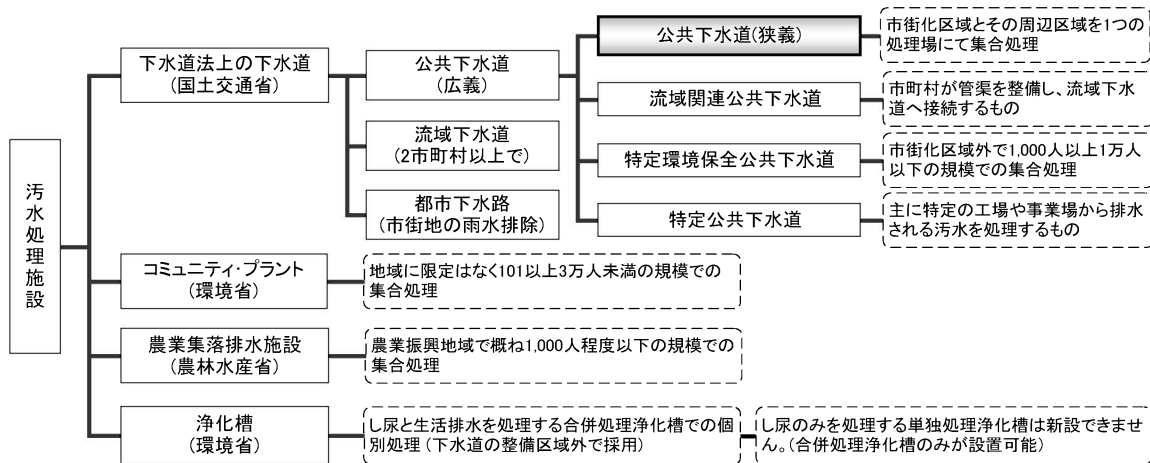 汚水処理施設
下水道法上の下水道
(国土交通省)
公共下水道
(広義)
公共下水道(狭義)
市街化区域とその周辺区域を1つの
処理場にて集合処理
流域関連公共下水道
市町村が管渠を整備し、流域下水
道へ接続するもの
流域下水道
(2市町村以上で)
特定環境保全公共下水道
市街化区域外で1,000人以上1万人
以下の規模での集合処理
都市下水路
(市街地の雨水排除)
特定公共下水道
主に特定の工場や事業場から排水
される汚水を処理するもの
コミュニティ・プラント
(環境省)
地域に限定はなく101以上3万人未満の規模での
集合処理
農業集落排水施設
(農林水産省)
農業振興地域で概ね1,000人程度以下の規模での
集合処理
浄化槽
(環境省)
し尿と生活排水を処理する合併処理浄化槽での個
別処理(下水道の整備区域外で採用)
し尿のみを処理する単独処理浄化槽は新設できませ
ん。(合併処理浄化槽のみが設置可能)